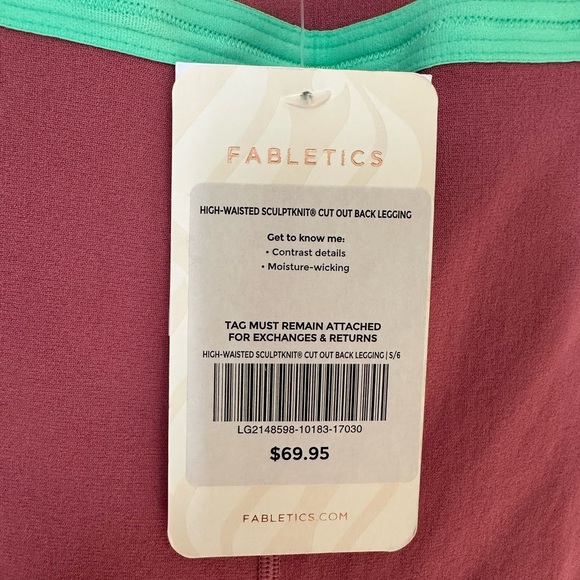 FABLETICS
HIGH-WAISTED SCULPTKNIT® CUT OUT BACK LEGGING
Get to know me:
• Contrast details
• Moisture-wicking
TAG MUST REMAIN ATTACHED
FOR EXCHANGES & RETURNS
HIGH-WAISTED SCULPTKNIT® CUT OUT BACK LEGGING | S/6
LG2148598-10183-17030
$69.95
FABLETICS.COM